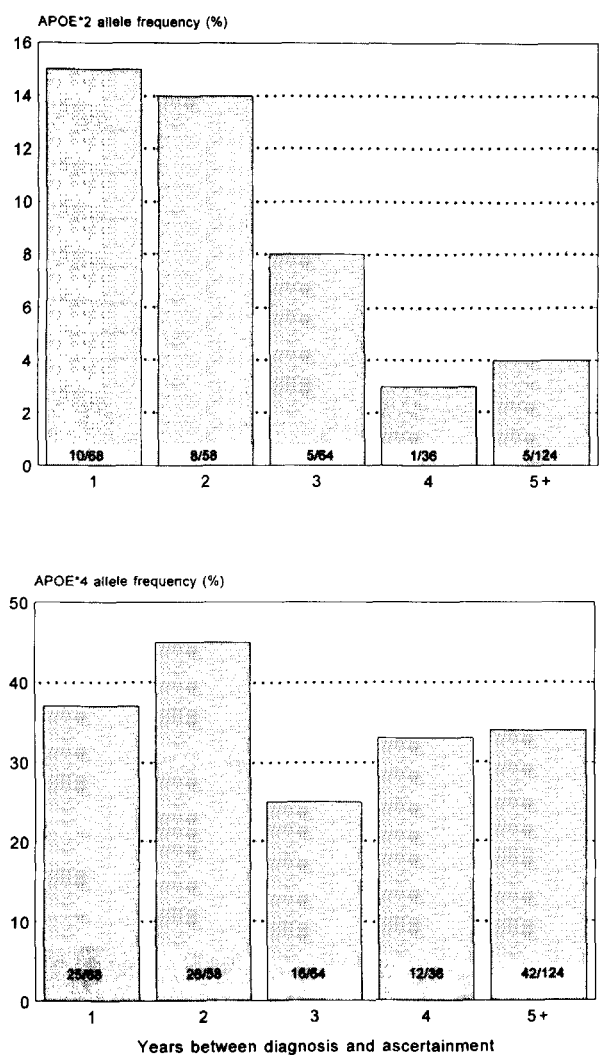 APOE*2 allele frequency (%)
16
14
12
10
8
6
4
2
0
10/68 8/58 5/64 1/36 5/124
1 2 3 4 5+
APOE*4 allele frequency (%)
50
40
30
20
10
0
25/68 26/58 16/64 12/36 42/124
1 2 3 4 5+
Years between diagnosis and ascertainment